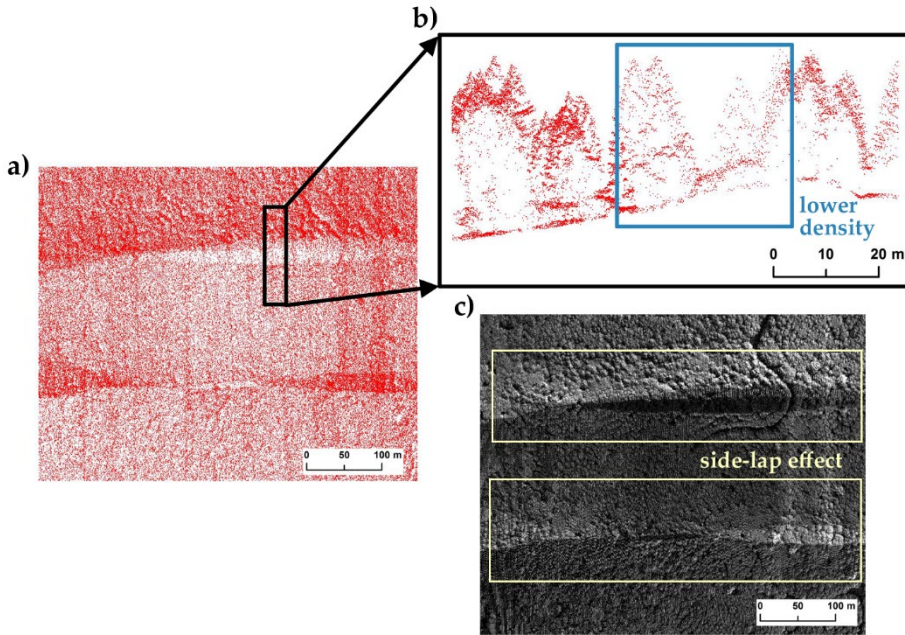 b)
a)
lower
density
0 10 20 m
c)
0 50 100 m
side-lap effect
0 50 100 m